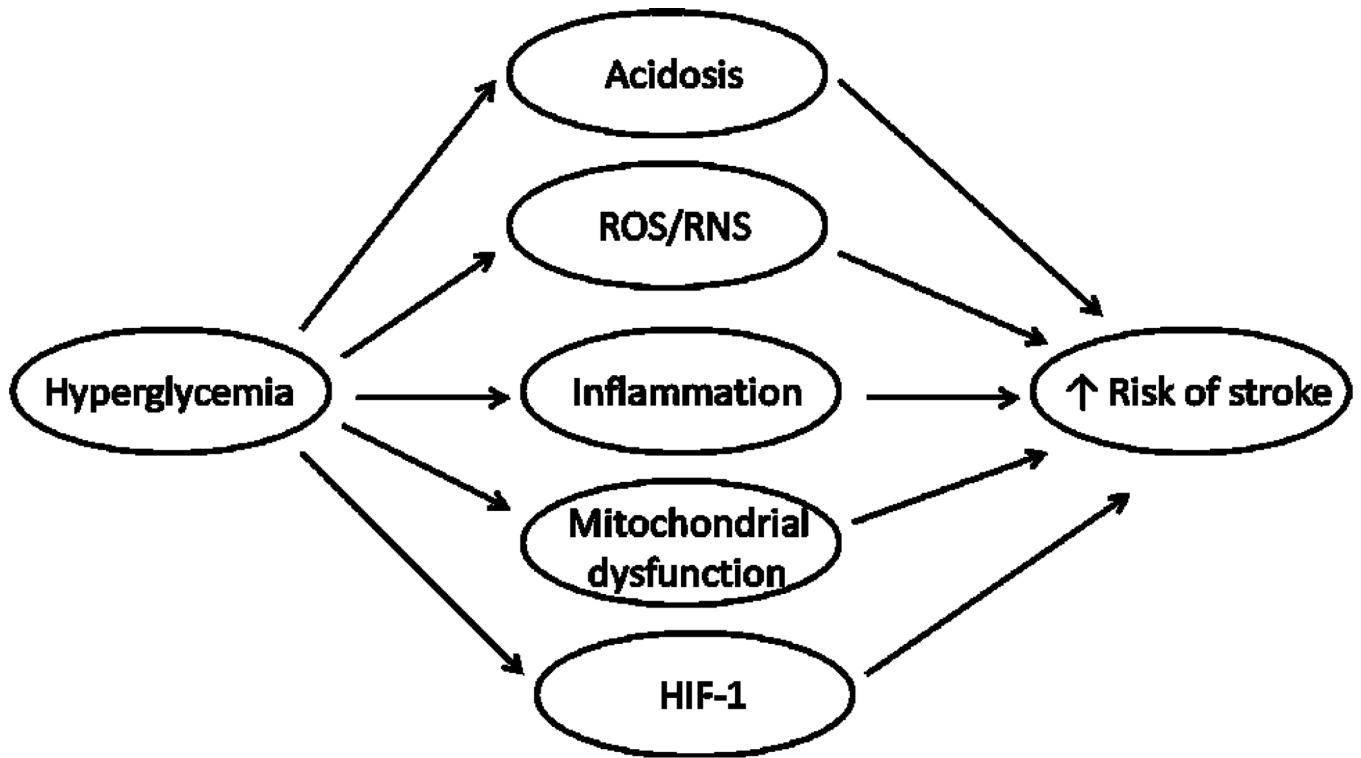 Acidosis
ROS/RNS
Hyperglycemia
Inflammation
↑ Risk of stroke
Mitochondrial
dysfunction
HIF-1